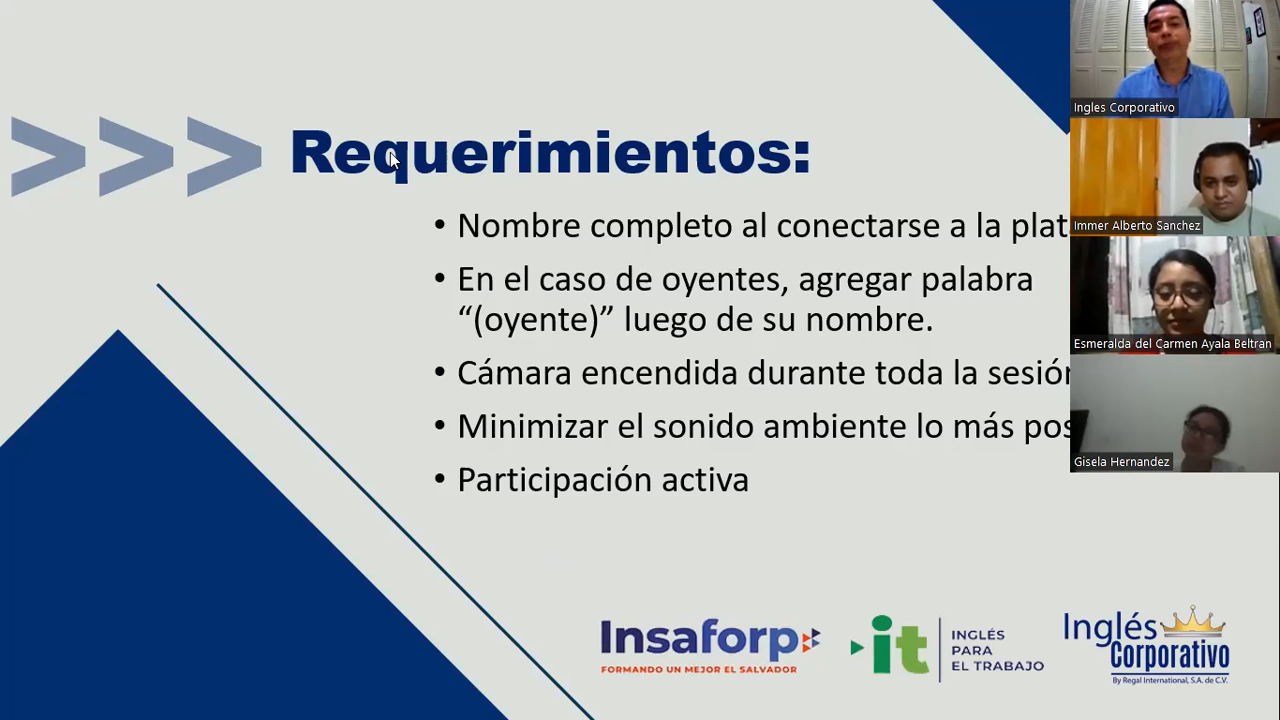 >>> Requerimientos:
• Nombre completo al conectarse a la plat
• En el caso de oyentes, agregar palabra
“(oyente)” luego de su nombre.
• Cámara encendida durante toda la sesión
• Minimizar el sonido ambiente lo más pos
• Participación activa
Ingles Corporativo
Immer Alberto Sanchez
Esmeralda del Carmen Ayala Beltran
Gisela Hernandez
Insaforp
FORMANDO UN MEJOR EL SALVADOR
it
INGLÉS
PARA
EL TRABAJO
Inglés
Corporativo
By Regal International, S.A. de C.V.